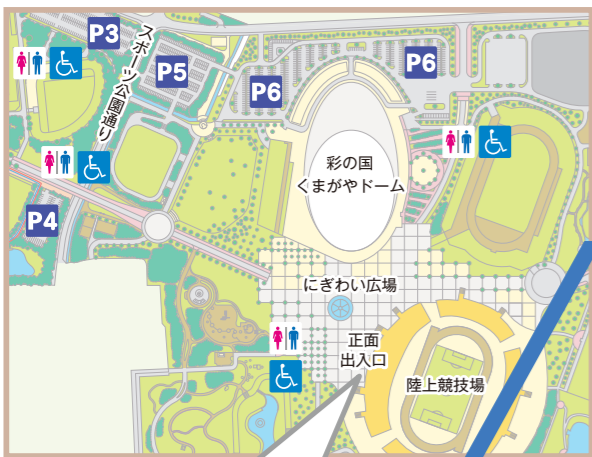 P3
スポーツ公園通り
P5
P6
P6
彩の国
くまがやドーム
P4
にぎわい広場
正面
出入口
陸上競技場